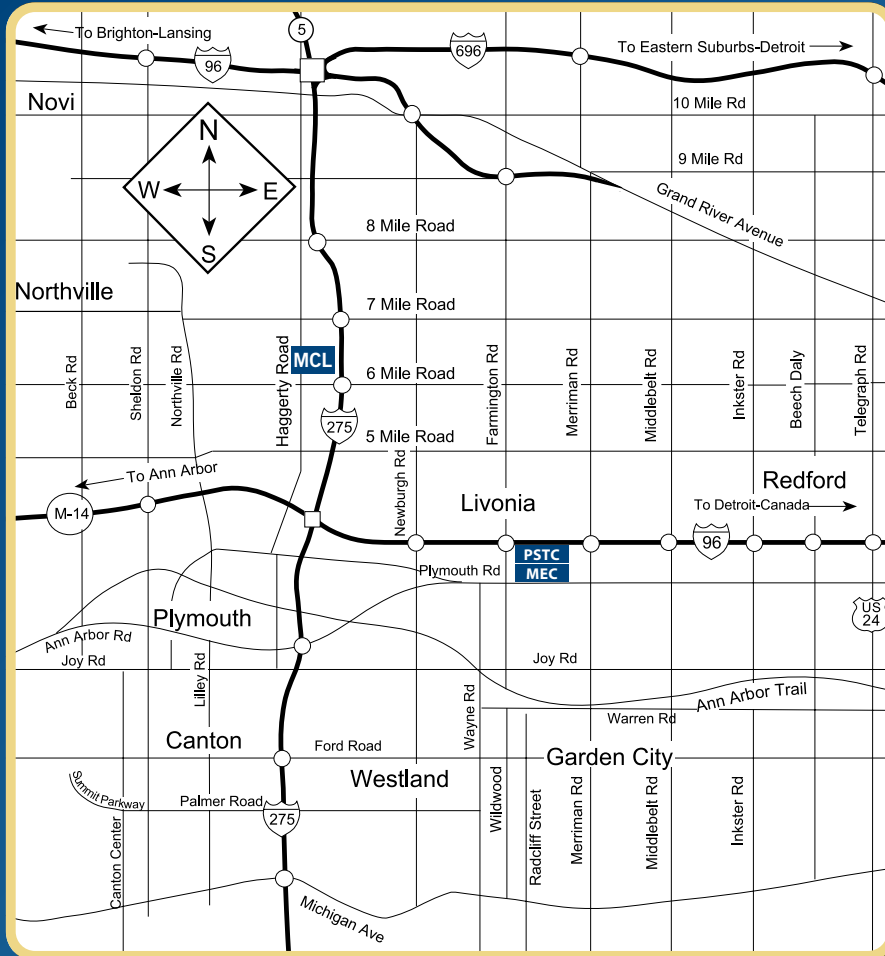 To Brighton-Lansing
5
96
696
To Eastern Suburbs-Detroit
Novi
10 Mile Rd
N
W
E
S
9 Mile Rd
Grand River Avenue
8 Mile Road
Northville
7 Mile Road
MCL
6 Mile Road
Beck Rd
Sheldon Rd
Northville Rd
Haggerty Road
Farmington Rd
Merriman Rd
Middlebelt Rd
Inkster Rd
Beech Daly
Telegraph Rd
275
5 Mile Road
To Ann Arbor
M-14
Newburgh Rd
Livonia
Redford
To Detroit-Canada
96
PSTC
MEC
Plymouth Rd
Plymouth
US
24
Ann Arbor Rd
Joy Rd
Joy Rd
Lilley Rd
Wayne Rd
Ann Arbor Trail
Warren Rd
Canton
Ford Road
Garden City
Westland
Summit Parkway
Palmer Road
275
Canton Center
Wildwood
Radcliff Street
Merriman Rd
Middlebelt Rd
Inkster Rd
Michigan Ave